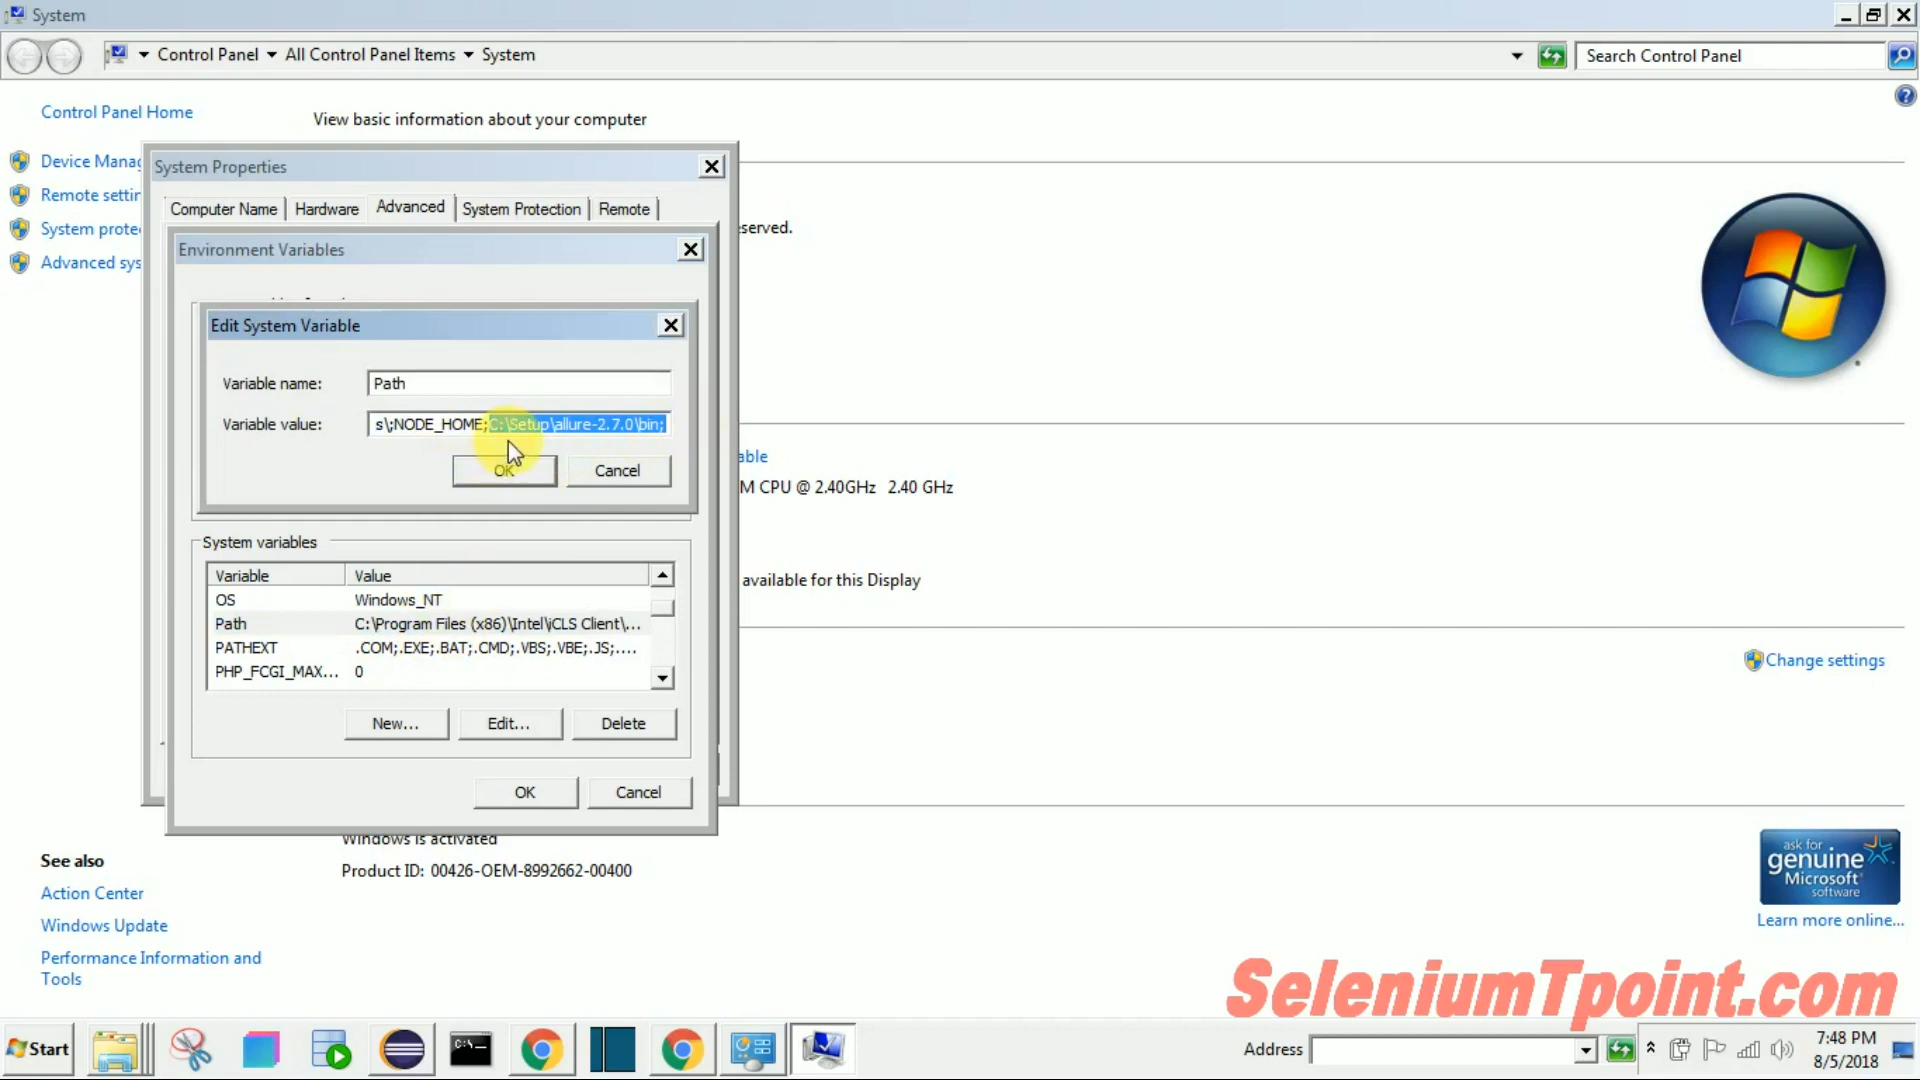 System
Control Panel
All Control Panel Items
System
Search Control Panel
Control Panel Home
View basic information about your computer
Device Manag
Remote settin
System prote
Advanced sys
System Properties
Computer Name
Hardware
Advanced
System Protection
Remote
served.
Environment Variables
Edit System Variable
Variable name:
Path
Variable value:
s\;NODE_HOME;C:\Setup\allure-2.7.0\bin;
OK
Cancel
able
M CPU @ 2.40GHz 2.40 GHz
available for this Display
System variables
Variable
Value
OS
Windows_NT
Path
C:\Program Files (x86)\Intel\iCLS Client\...
PATHEXT
.COM;.EXE;.BAT;.CMD;.VBS;.VBE;.JS;....
PHP_FCGI_MAX...
0
New...
Edit...
Delete
OK
Cancel
Change settings
Windows is activated
Product ID: 00426-OEM-8992662-00400
See also
Action Center
Windows Update
Performance Information and
Tools
ask for
genuine
Microsoft
software
Learn more online...
SeleniumTpoint.com
Start
C:\_
Address
7:48 PM
8/5/2018